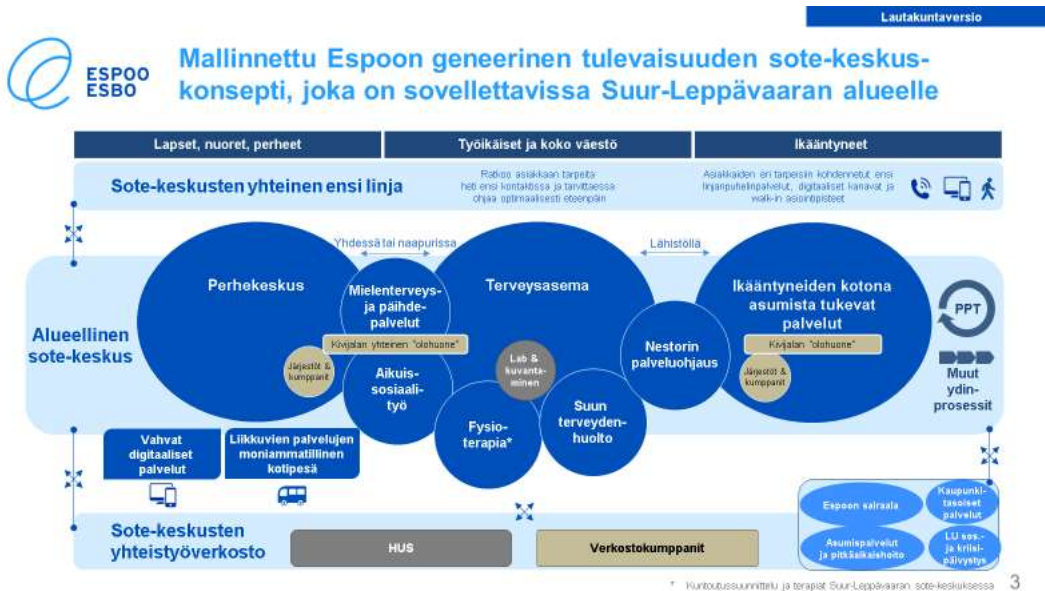 Lautakuntaversio
ESPOO
ESBO
Mallinnettu Espoon geneerinen tulevaisuuden sote-keskus-
konsepti, joka on sovellettavissa Suur-Leppävaaran alueelle
Lapset, nuoret, perheet
Työikäiset ja koko väestö
Ikääntyneet
Sote-keskusten yhteinen ensi linja
Ratkoo asiakkaan tarpeita
heti ensi kontaktissa ja tarvittaessa
ohjaa optimaalisesti eteenpäin
Asiakkaiden eri tarpeisiin kohdennetut ensi
linjanpuhelinpalvelut, digitaaliset kanavat ja
walk-in asiointipisteet
Yhdessä tai naapurissa
Lähistöllä
Alueellinen
sote-keskus
Perhekeskus
Mielenterveys-
ja päihde-
palvelut
Terveysasema
Ikääntyneiden kotona
asumista tukevat
palvelut
PPT
Kivijalan yhteinen "olohuone"
Kivijalan "olohuone"
Järjestöt &
kumppanit
Aikuis-
sosiaali-
työ
Lab &
kuvanta-
minen
Nestorin
palveluohjaus
Järjestöt &
kumppanit
Muut
ydin-
prosessit
Fysio-
terapia*
Suun
terveyden-
huolto
Vahvat
digitaaliset
palvelut
Liikkuvien palvelujen
moniammatillinen
kotipesä
Sote-keskusten
yhteistyöverkosto
HUS
Verkostokumppanit
Espoon sairaala
Kaupunki-
tasoiset
palvelut
Asumispalvelut
ja pitkäaikaishoito
LU sos.-
ja kriisi-
päivystys
* Kuntoutussuunnittelu ja terapiat Suur-Leppävaaran sote-keskuksessa
3